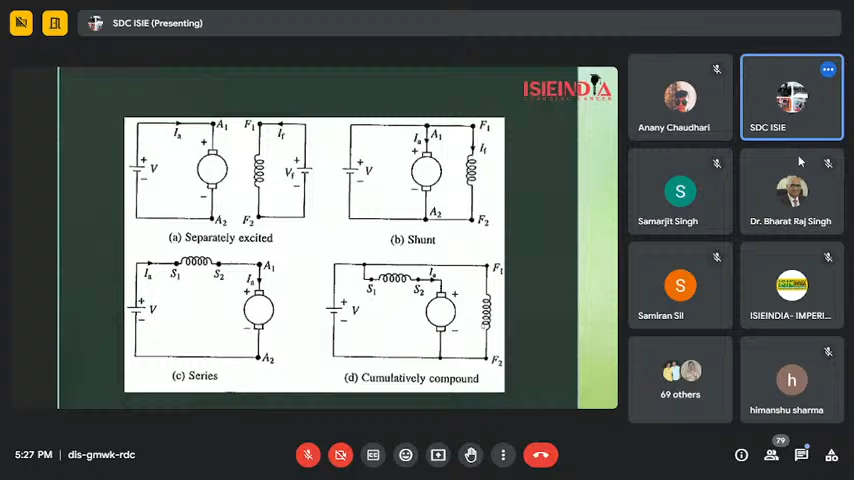 SDC ISIE (Presenting)
ISIEINDIA
Ia
A1
+
−
A2
V
F1
If
Vf
F2
(a) Separately excited
V
Ia
A1
A2
F1
If
F2
(b) Shunt
Ia
S1
S2
A1
Ia
V
A2
(c) Series
V
S1
S2
Ia
F1
F2
(d) Cumulatively compound
Anany Chaudhari
SDC ISIE
S
Samarjit Singh
Dr. Bharat Raj Singh
S
Samiran Sil
ISIEINDIA- IMPERI...
69 others
h
himanshu sharma
5:27 PM | dis-gmwk-rdc
79